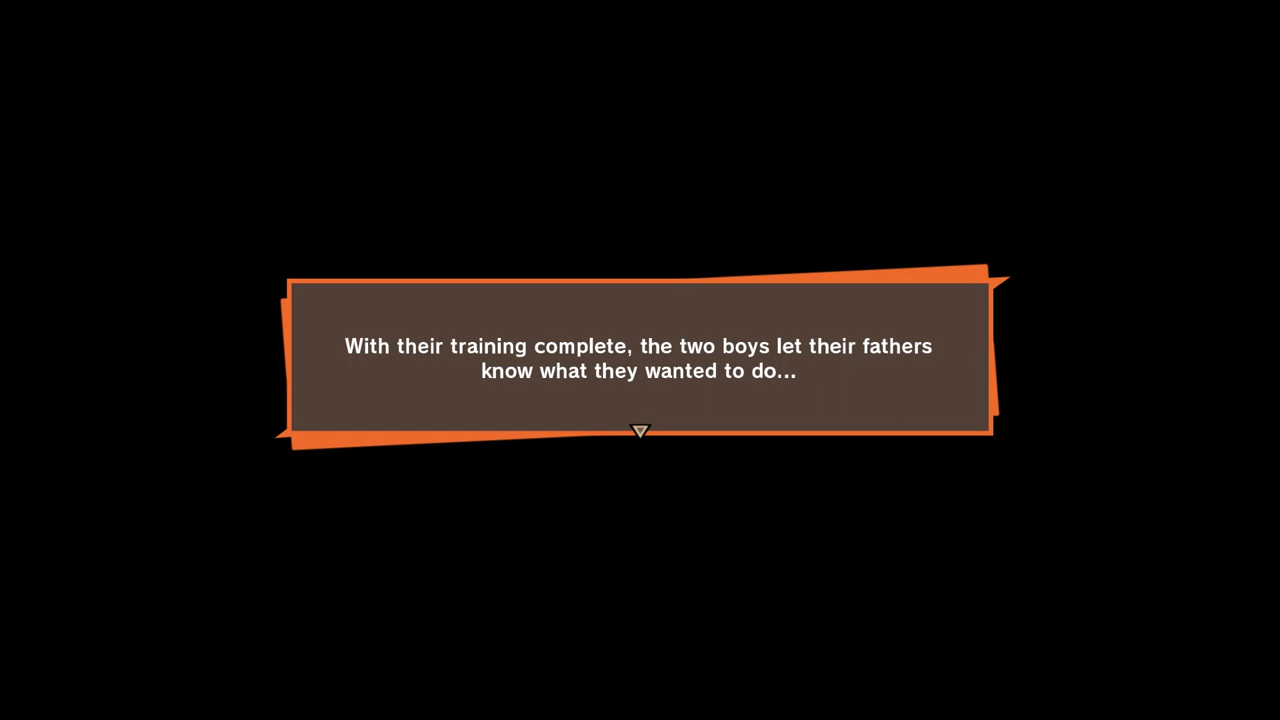 With their training complete, the two boys let their fathers
know what they wanted to do...